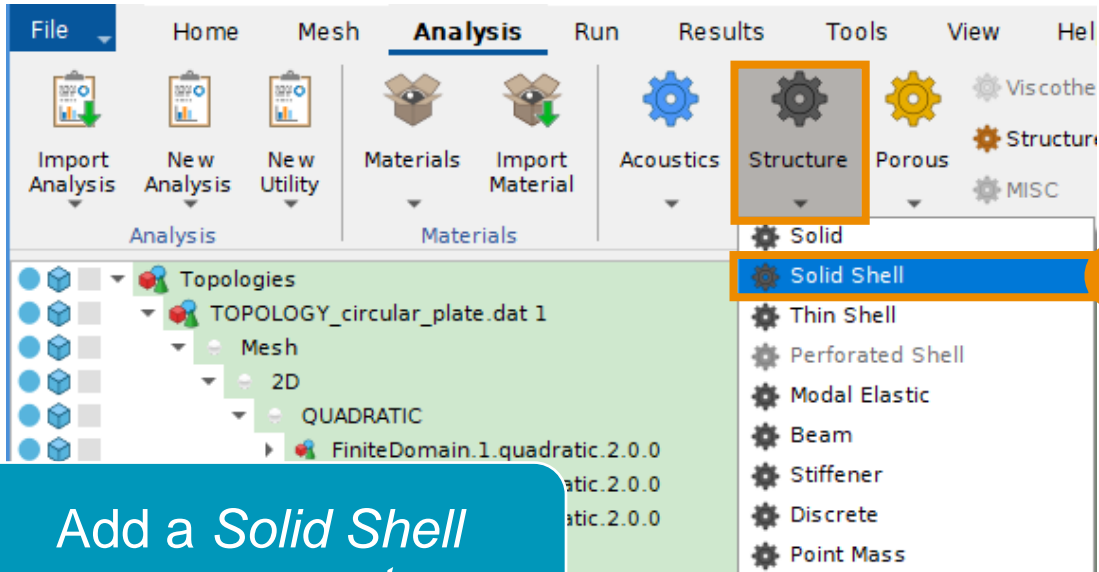 File Home Mesh Analysis Run Results Tools View Hel
Viscothe
Structure
MISC
Import Analysis
New Analysis
New Utility
Materials
Import Material
Acoustics
Structure
Porous
Analysis
Materials
Solid
Solid Shell
Thin Shell
Perforated Shell
Modal Elastic
Beam
Stiffener
Discrete
Point Mass
Topologies
TOPOLOGY_circular_plate.dat 1
Mesh
2D
QUADRATIC
FiniteDomain.1.quadratic.2.0.0
atic.2.0.0
atic.2.0.0
Add a Solid Shell